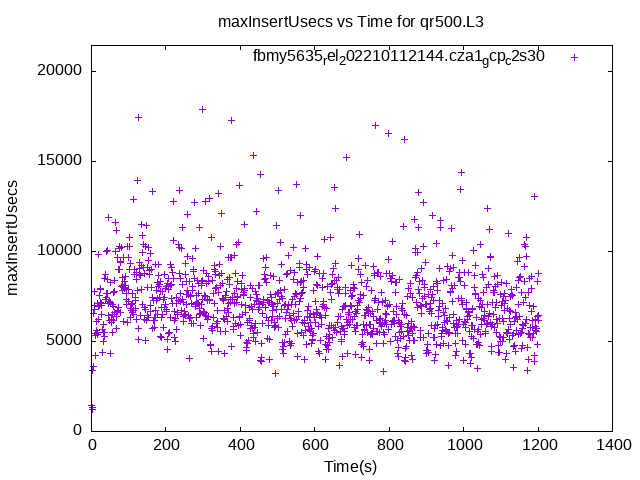 maxInsertUsecs vs Time for qr500.L3
fbmy5635rel202210112144.cza1gcpc2s30
20000
15000
10000
5000
0
maxInsertUsecs
0 200 400 600 800 1000 1200 1400
Time(s)